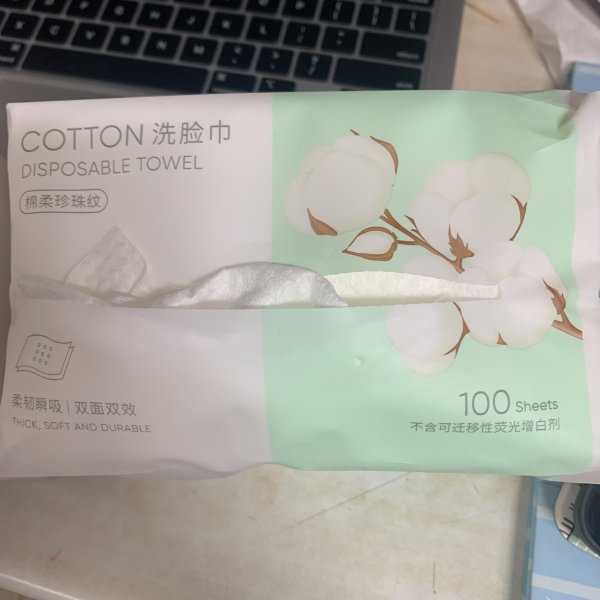 COTTON 洗脸巾
DISPOSABLE TOWEL
棉柔珍珠纹
柔韧瞬吸 | 双面双效
THICK, SOFT AND DURABLE
100 Sheets
不含可迁移性荧光增白剂